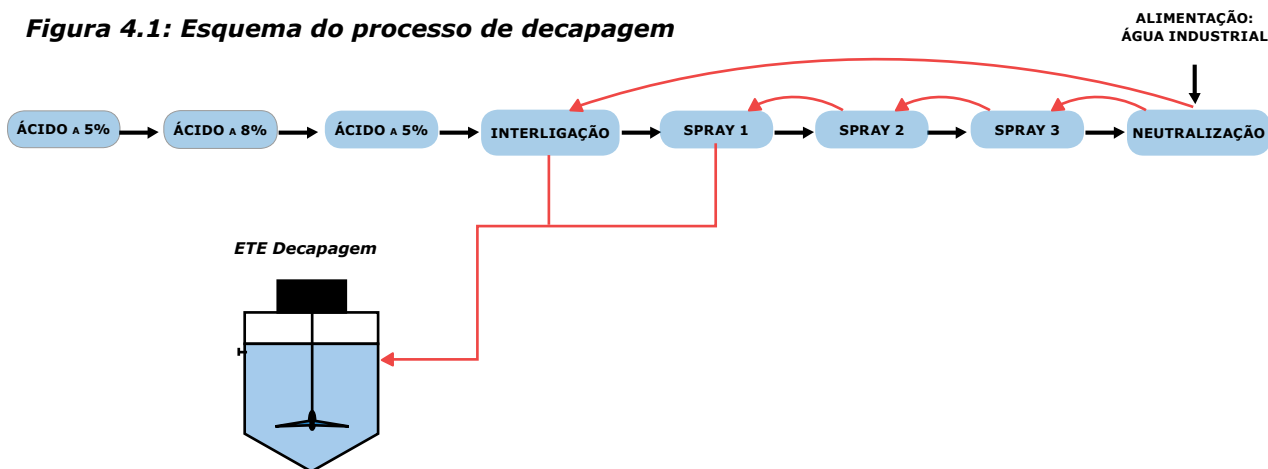 Figura 4.1: Esquema do processo de decapagem
ALIMENTAÇÃO:
ÁGUA INDUSTRIAL
ÁCIDO A 5%
ÁCIDO A 8%
ÁCIDO A 5%
INTERLIGAÇÃO
SPRAY 1
SPRAY 2
SPRAY 3
NEUTRALIZAÇÃO
ETE Decapagem